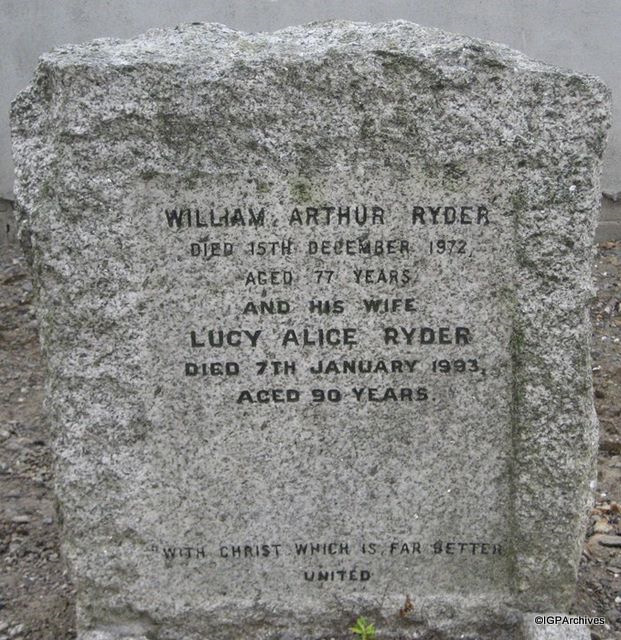 WILLIAM ARTHUR RYDER
DIED 15TH DECEMBER 1972,
AGED 77 YEARS
AND HIS WIFE
LUCY ALICE RYDER
DIED 7TH JANUARY 1993,
AGED 90 YEARS.
"WITH CHRIST WHICH IS FAR BETTER
UNITED
©IGPArchives